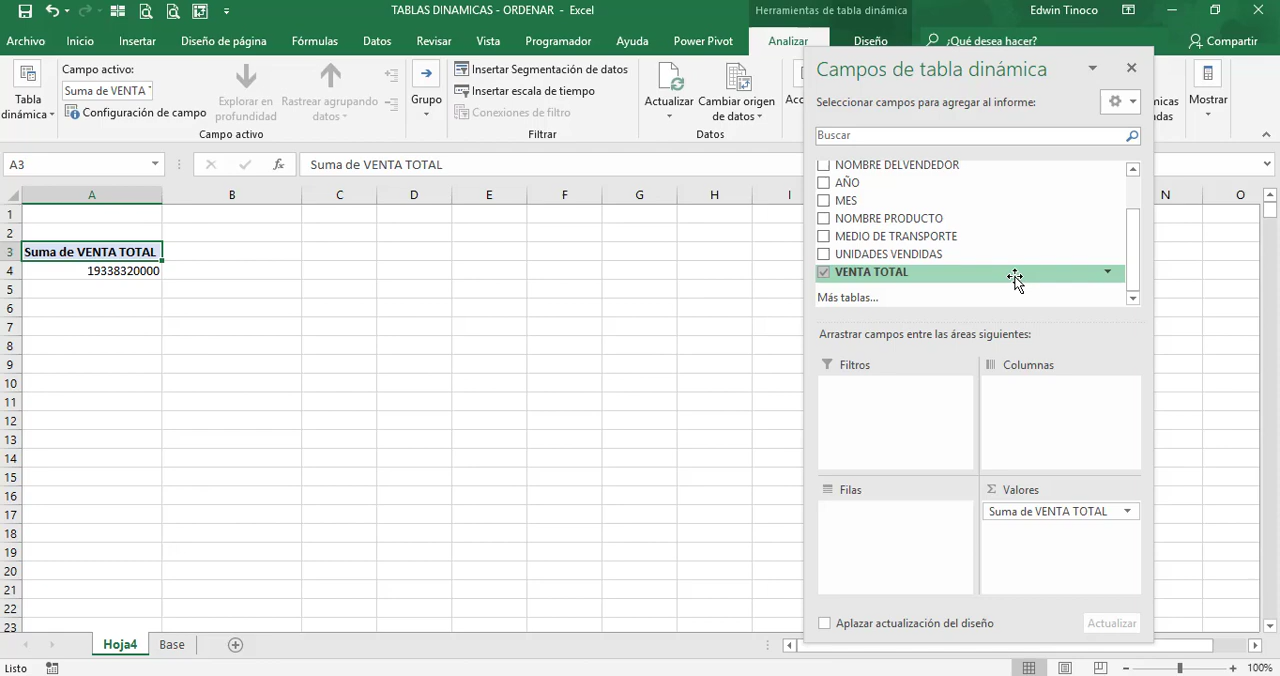 TABLAS DINAMICAS - ORDENAR - Excel
Herramientas de tabla dinámica
Edwin Tinoco
Archivo
Inicio
Insertar
Diseño de página
Fórmulas
Datos
Revisar
Vista
Programador
Ayuda
Power Pivot
Analizar
Diseño
¿Qué desea hacer?
Compartir
Tabla
dinámica
Campo activo:
Suma de VENTA T
Configuración de campo
Explorar en
profundidad
Rastrear agrupando
datos
Campo activo
Grupo
Insertar Segmentación de datos
Insertar escala de tiempo
Conexiones de filtro
Filtrar
Actualizar
Cambiar origen
de datos
Datos
Acc
micas
adas
Mostrar
A3
fx
Suma de VENTA TOTAL
A B C D E F G H I N O
1
2
3 Suma de VENTA TOTAL
4 19338320000
5
6
7
8
9
10
11
12
13
14
15
16
17
18
19
20
21
22
23
Campos de tabla dinámica
Seleccionar campos para agregar al informe:
Buscar
NOMBRE DELVENDEDOR
AÑO
MES
NOMBRE PRODUCTO
MEDIO DE TRANSPORTE
UNIDADES VENDIDAS
VENTA TOTAL
Más tablas...
Arrastrar campos entre las áreas siguientes:
Filtros
Columnas
Filas
Σ Valores
Suma de VENTA TOTAL
Aplazar actualización del diseño
Actualizar
Hoja4
Base
Listo
100%